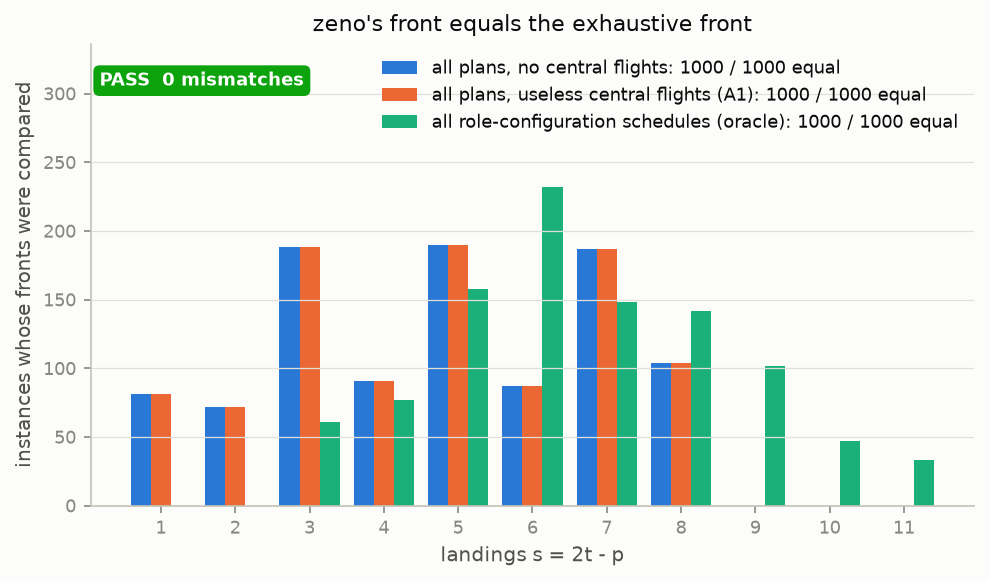 zeno's front equals the exhaustive front
PASS 0 mismatches
all plans, no central flights: 1000 / 1000 equal
all plans, useless central flights (A1): 1000 / 1000 equal
all role-configuration schedules (oracle): 1000 / 1000 equal
instances whose fronts were compared
300
250
200
150
100
50
0
1 2 3 4 5 6 7 8 9 10 11
landings s = 2t - p